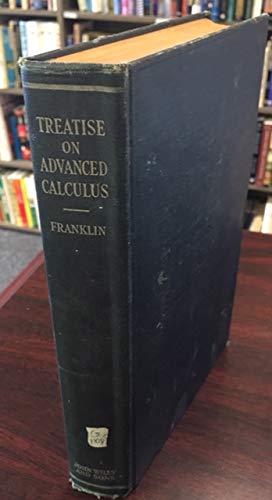 TREATISE
ON
ADVANCED
CALCULUS
FRANKLIN
JOHN WILEY
AND SONS